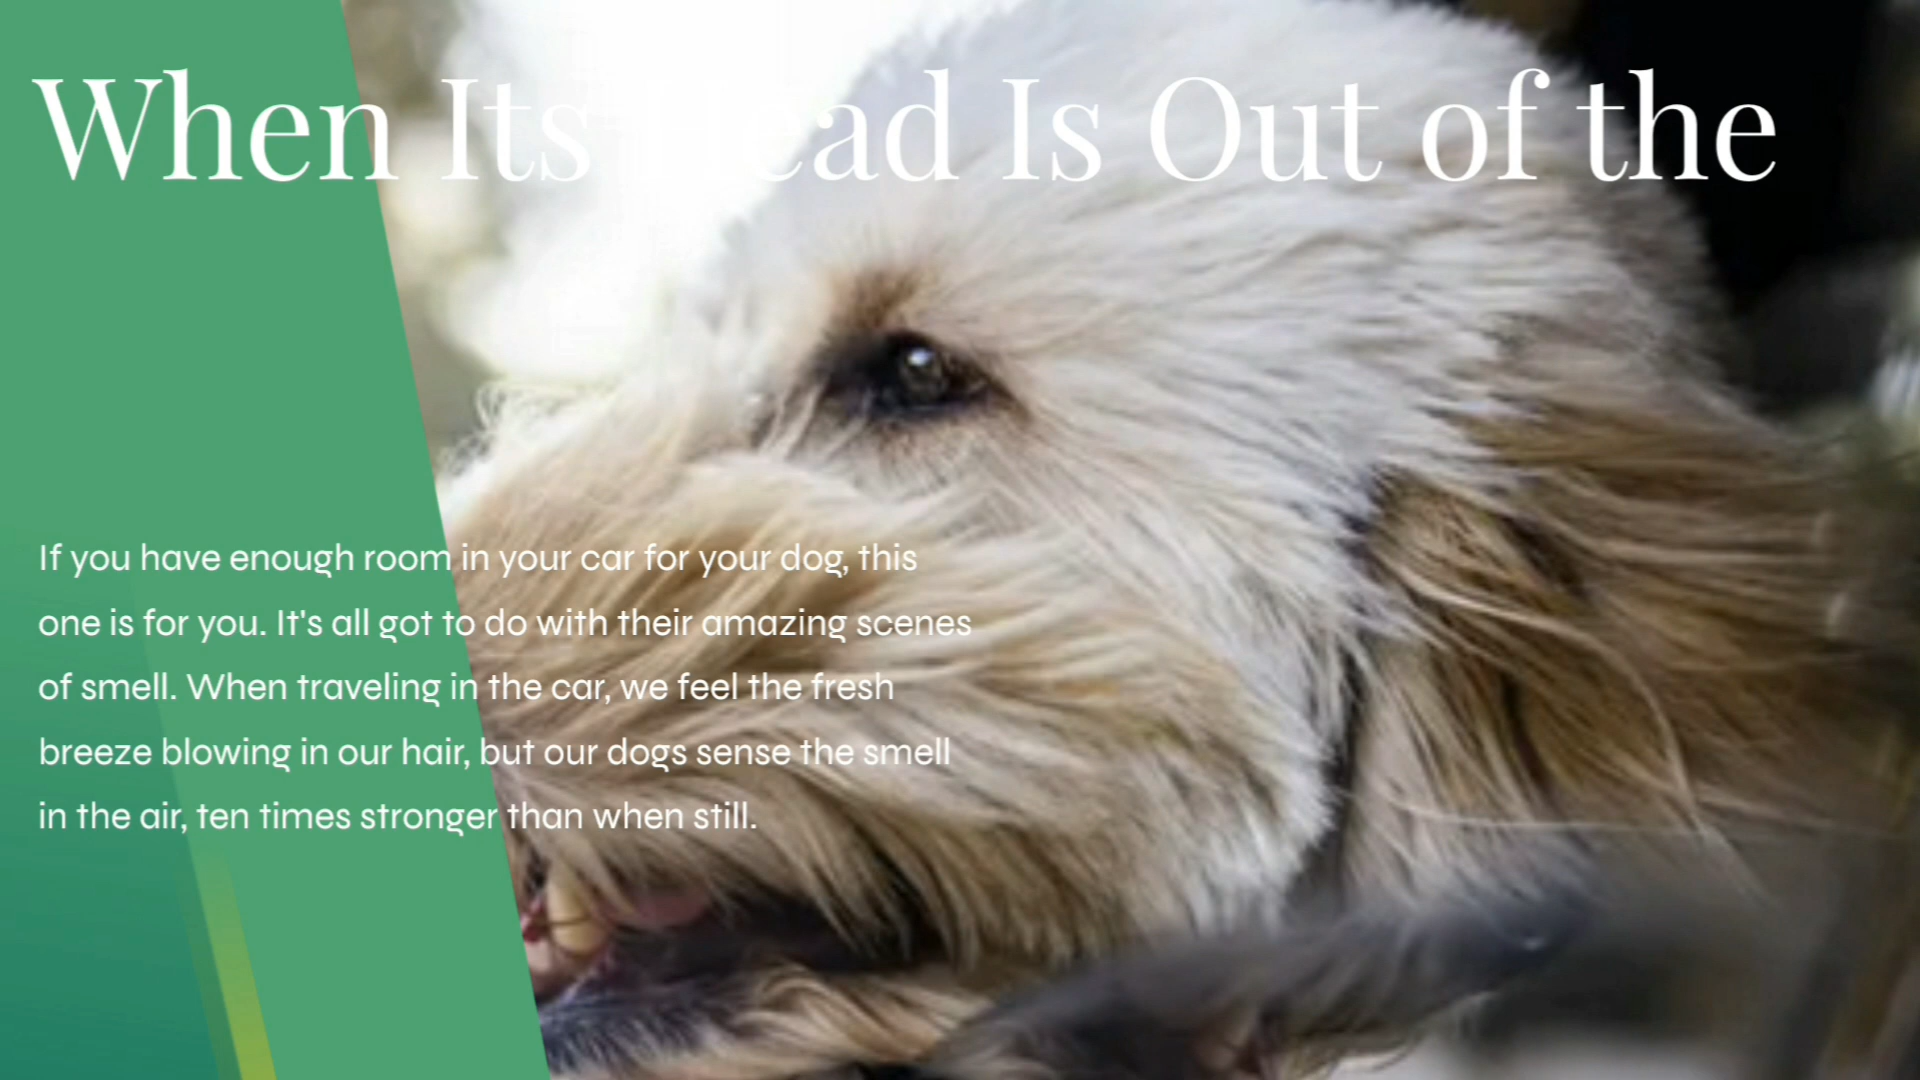 When Its Head Is Out of the
If you have enough room in your car for your dog, this
one is for you. It's all got to do with their amazing scenes
of smell. When traveling in the car, we feel the fresh
breeze blowing in our hair, but our dogs sense the smell
in the air, ten times stronger than when still.